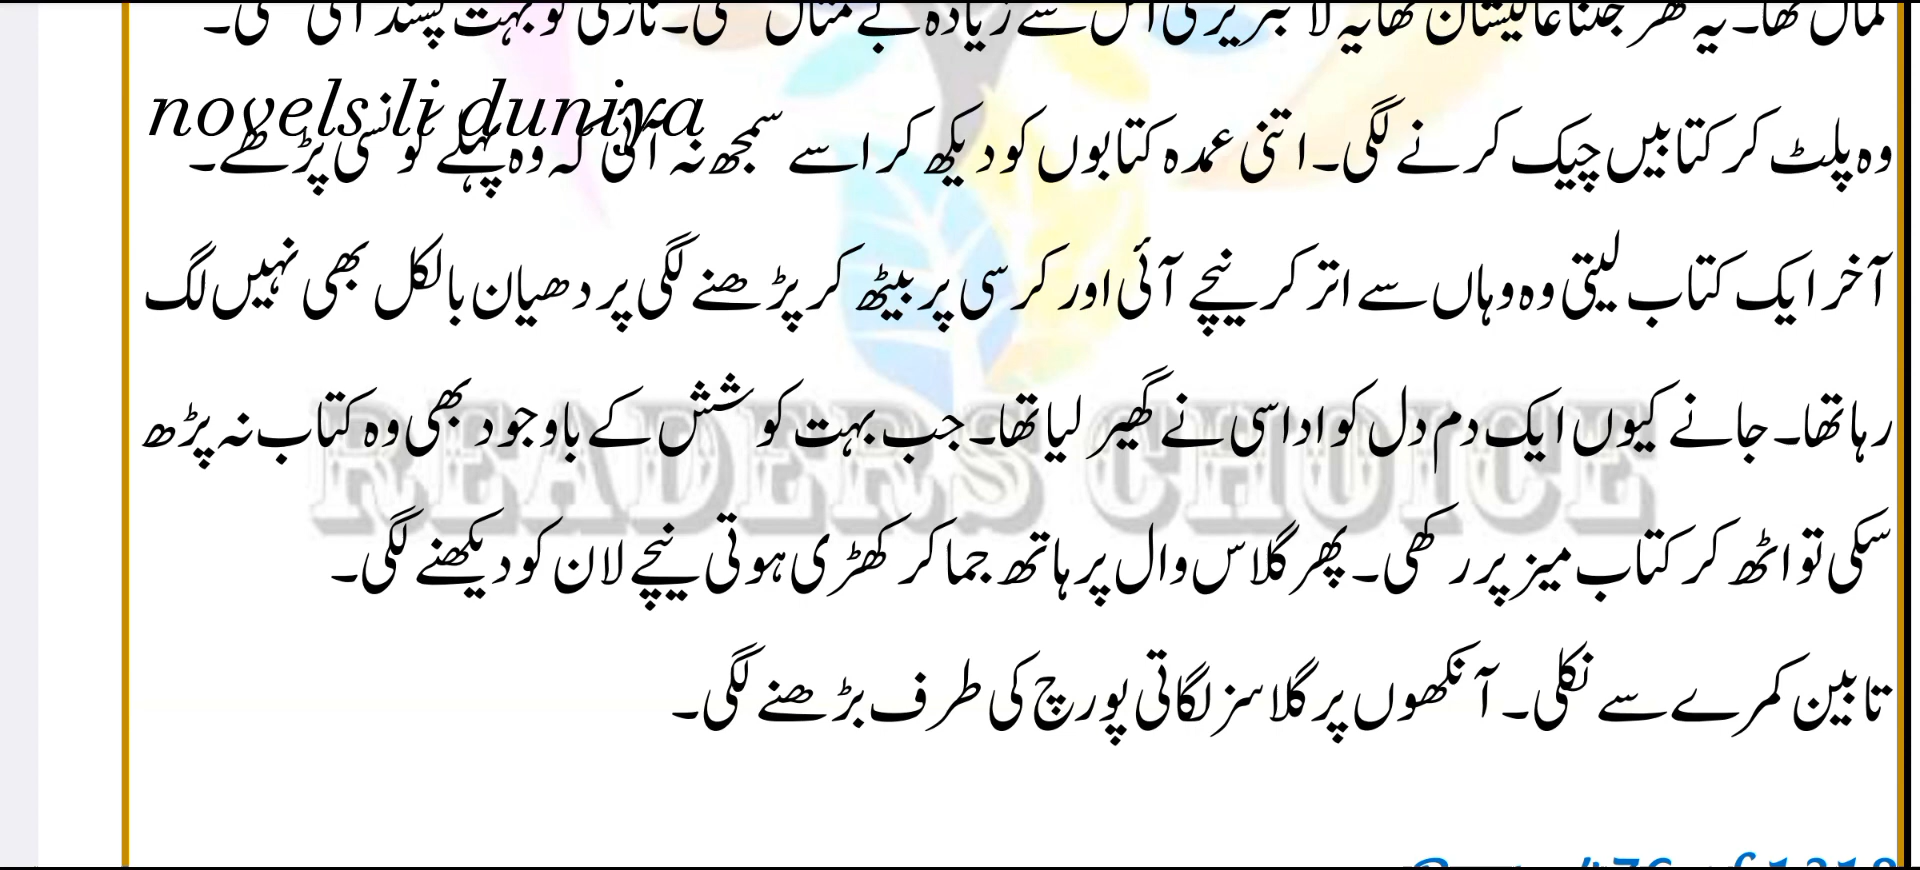 کمال تھا۔ یہ گھر جتنا عالیشان تھا یہ لائبریری اس سے زیادہ بے مثال تھی۔ نازلی کو بہت پسند آئی تھی۔
novelsili duniya
وہ پلٹ کر کتابیں چیک کرنے لگی۔ اتنی عمدہ کتابوں کو دیکھ کر اسے سمجھ نہ آئی کہ وہ پہلے کونسی پڑھے۔
آخر ایک کتاب لیتی وہ وہاں سے اتر کر نیچے آئی اور کرسی پر بیٹھ کر پڑھنے لگی پر دھیان بالکل بھی نہیں لگ
رہا تھا۔ جانے کیوں ایک دم دل کو اداسی نے گھیر لیا تھا۔ جب بہت کوشش کے باوجود بھی وہ کتاب نہ پڑھ
READERS CHOICE
سکی تو اٹھ کر کتاب میز پر رکھی۔ پھر گلاس وال پر ہاتھ جما کر کھڑی ہوتی نیچے لان کو دیکھنے لگی۔
تابین کمرے سے نکلی۔ آنکھوں پر گلاسز لگاتی پورچ کی طرف بڑھنے لگی۔